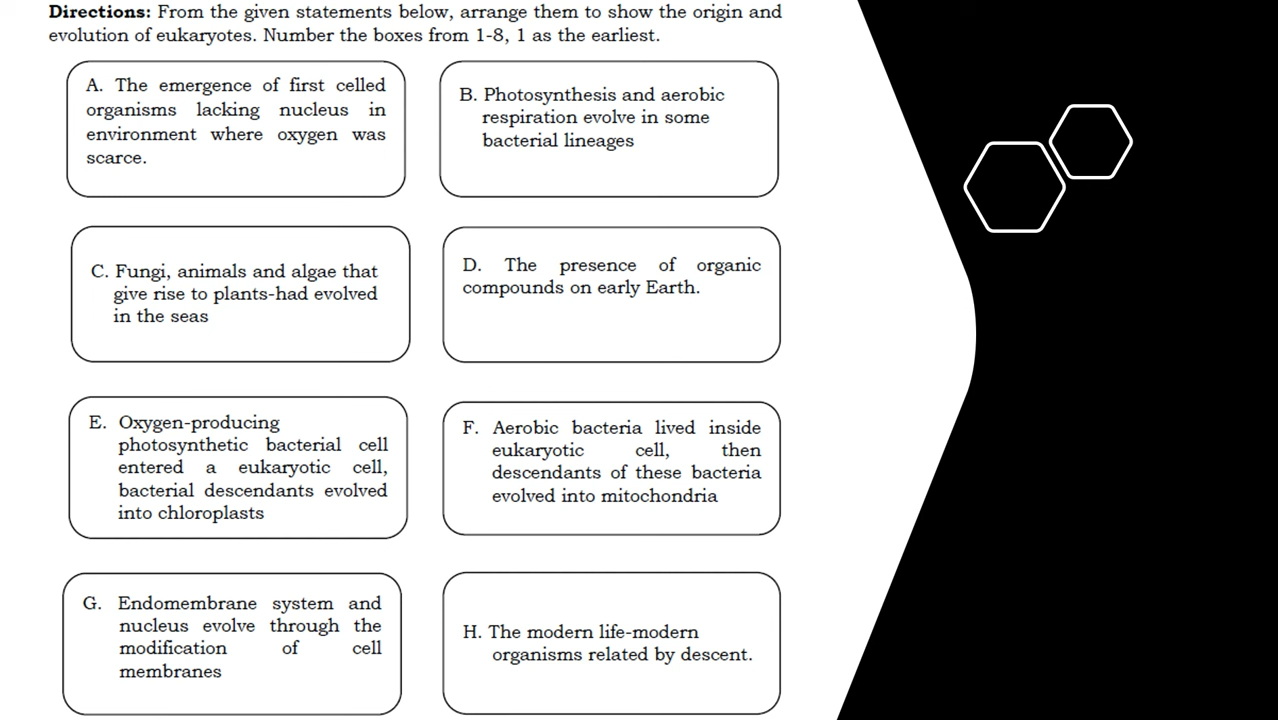 Directions: From the given statements below, arrange them to show the origin and
evolution of eukaryotes. Number the boxes from 1-8, 1 as the earliest.
A. The emergence of first celled
organisms lacking nucleus in
environment where oxygen was
scarce.
B. Photosynthesis and aerobic
respiration evolve in some
bacterial lineages
C. Fungi, animals and algae that
give rise to plants-had evolved
in the seas
D. The presence of organic
compounds on early Earth.
E. Oxygen-producing
photosynthetic bacterial cell
entered a eukaryotic cell,
bacterial descendants evolved
into chloroplasts
F. Aerobic bacteria lived inside
eukaryotic cell, then
descendants of these bacteria
evolved into mitochondria
G. Endomembrane system and
nucleus evolve through the
modification of cell
membranes
H. The modern life-modern
organisms related by descent.